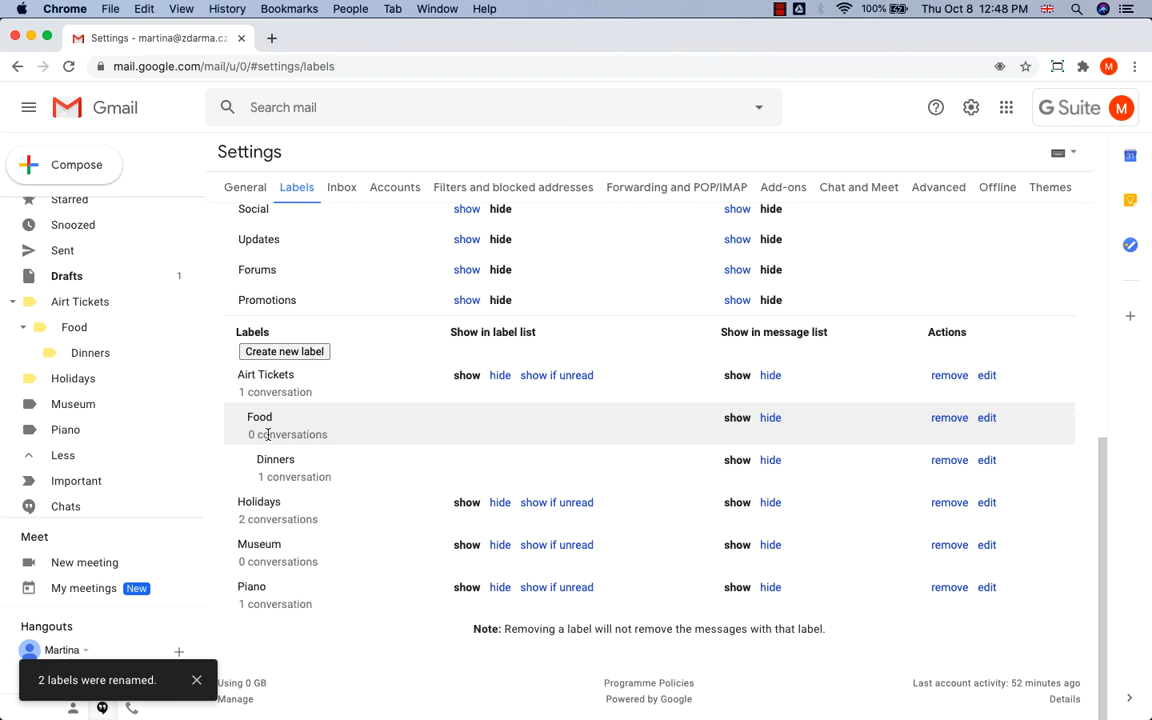 Chrome File Edit View History Bookmarks People Tab Window Help 100% Thu Oct 8 12:48 PM
Settings - martina@zdarma.cz
mail.google.com/mail/u/0/#settings/labels
M
Gmail
Search mail
G Suite M
Compose
Settings
General Labels Inbox Accounts Filters and blocked addresses Forwarding and POP/IMAP Add-ons Chat and Meet Advanced Offline Themes
Starred
Snoozed
Sent
Drafts 1
Airt Tickets
Food
Dinners
Holidays
Museum
Piano
Less
Important
Chats
Meet
New meeting
My meetings New
Hangouts
Martina
2 labels were renamed.
Social show hide show hide
Updates show hide show hide
Forums show hide show hide
Promotions show hide show hide
Labels Show in label list Show in message list Actions
Create new label
Airt Tickets show hide show if unread show hide remove edit
1 conversation
Food show hide remove edit
0 conversations
Dinners show hide remove edit
1 conversation
Holidays show hide show if unread show hide remove edit
2 conversations
Museum show hide show if unread show hide remove edit
0 conversations
Piano show hide show if unread show hide remove edit
1 conversation
Note: Removing a label will not remove the messages with that label.
Using 0 GB Programme Policies Last account activity: 52 minutes ago
Manage Powered by Google Details
31